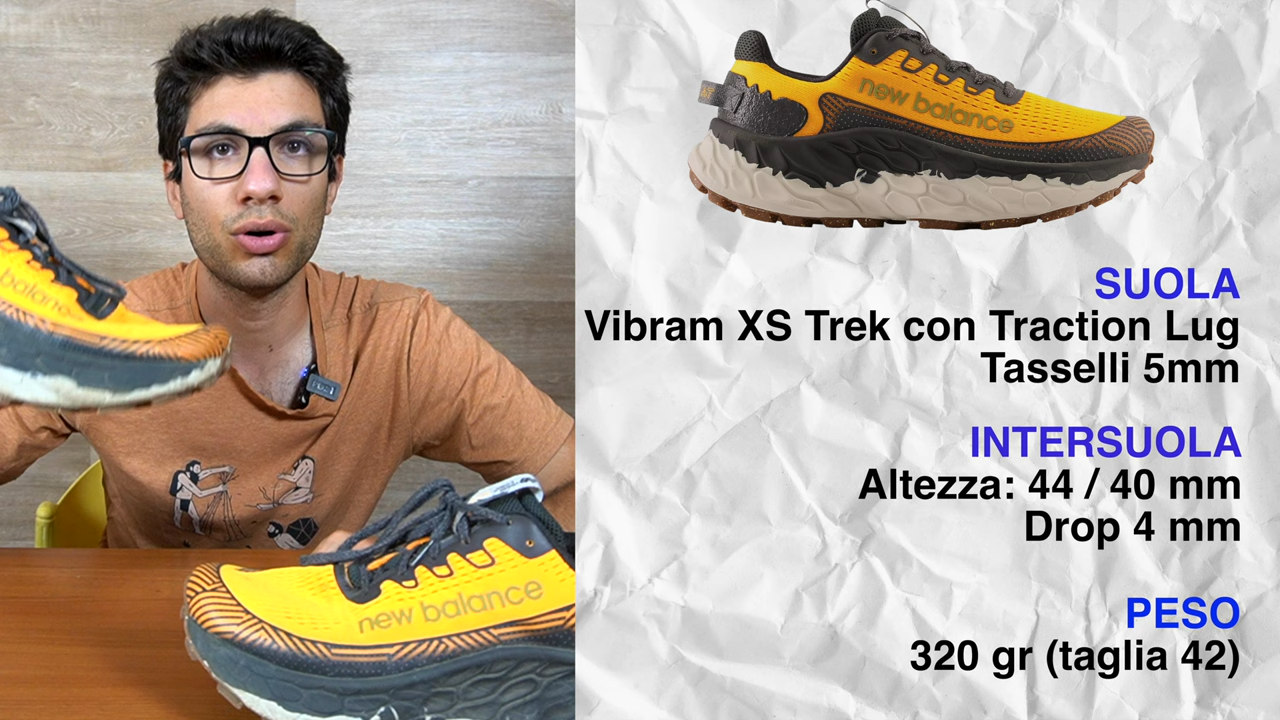 new balance
SUOLA
Vibram XS Trek con Traction Lug
Tasselli 5mm
INTERSUOLA
Altezza: 44 / 40 mm
Drop 4 mm
PESO
320 gr (taglia 42)
balance
new balance